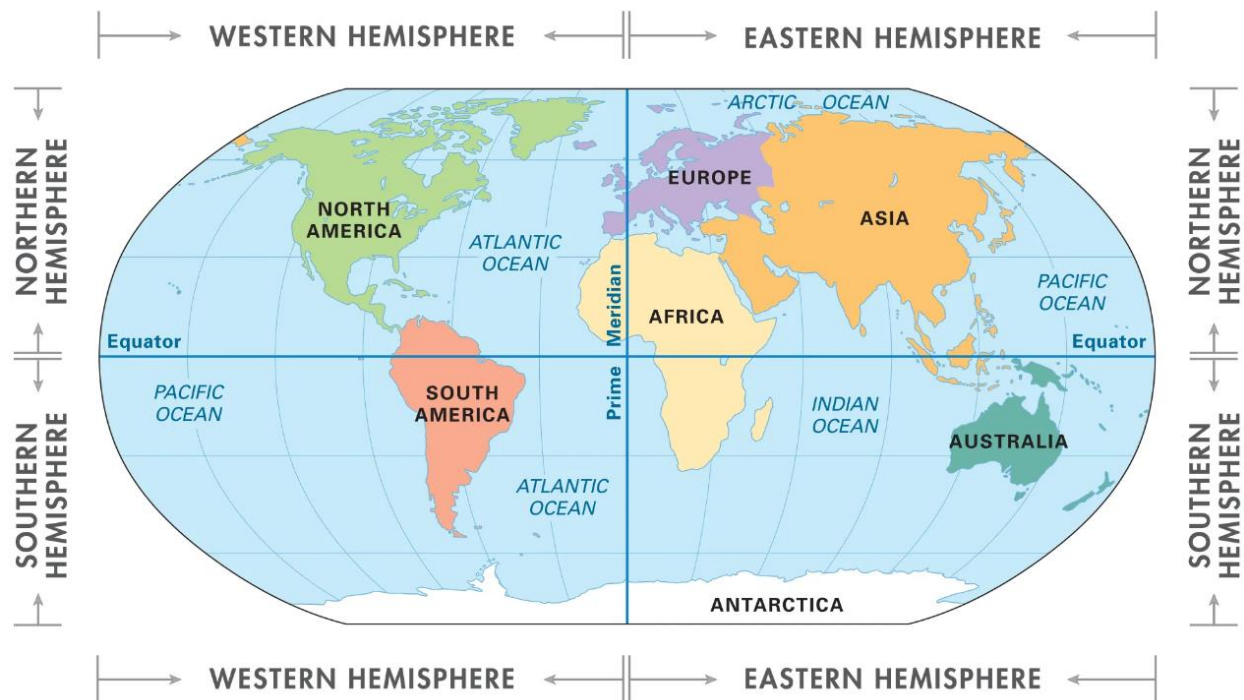 WESTERN HEMISPHERE
EASTERN HEMISPHERE
NORTHERN
HEMISPHERE
SOUTHERN
HEMISPHERE
ARCTIC OCEAN
NORTH
AMERICA
EUROPE
ASIA
ATLANTIC
OCEAN
PACIFIC
OCEAN
AFRICA
Equator
Prime Meridian
Equator
PACIFIC
OCEAN
SOUTH
AMERICA
INDIAN
OCEAN
AUSTRALIA
ATLANTIC
OCEAN
ANTARCTICA
NORTHERN
HEMISPHERE
SOUTHERN
HEMISPHERE
WESTERN HEMISPHERE
EASTERN HEMISPHERE